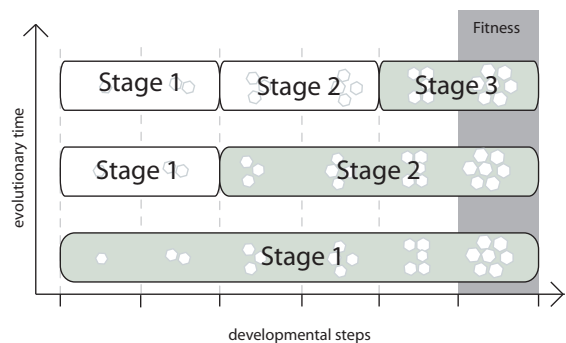 Fitness
Stage 1 Stage 2 Stage 3
Stage 1 Stage 2
Stage 1
evolutionary time
developmental steps